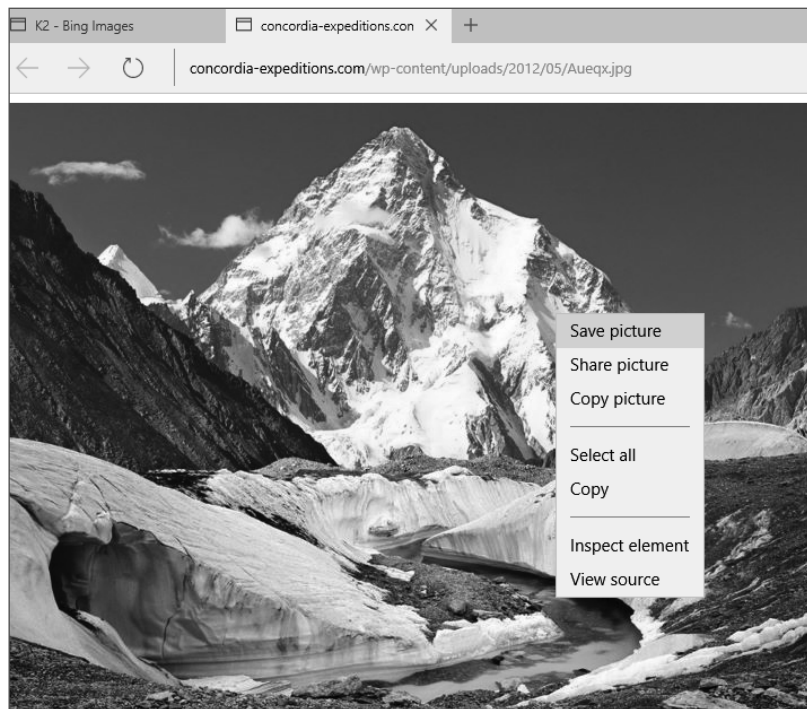 K2 - Bing Images
concordia-expeditions.con
concordia-expeditions.com/wp-content/uploads/2012/05/Aueqx.jpg
Save picture
Share picture
Copy picture
Select all
Copy
Inspect element
View source